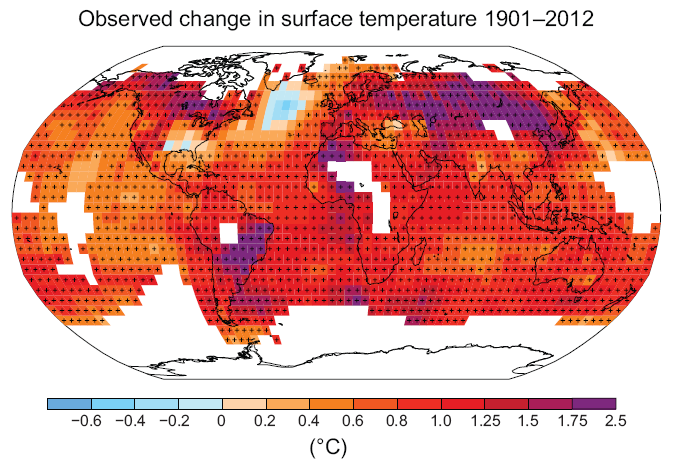 Observed change in surface temperature 1901–2012
−0.6 −0.4 −0.2 0 0.2 0.4 0.6 0.8 1.0 1.25 1.5 1.75 2.5
(°C)